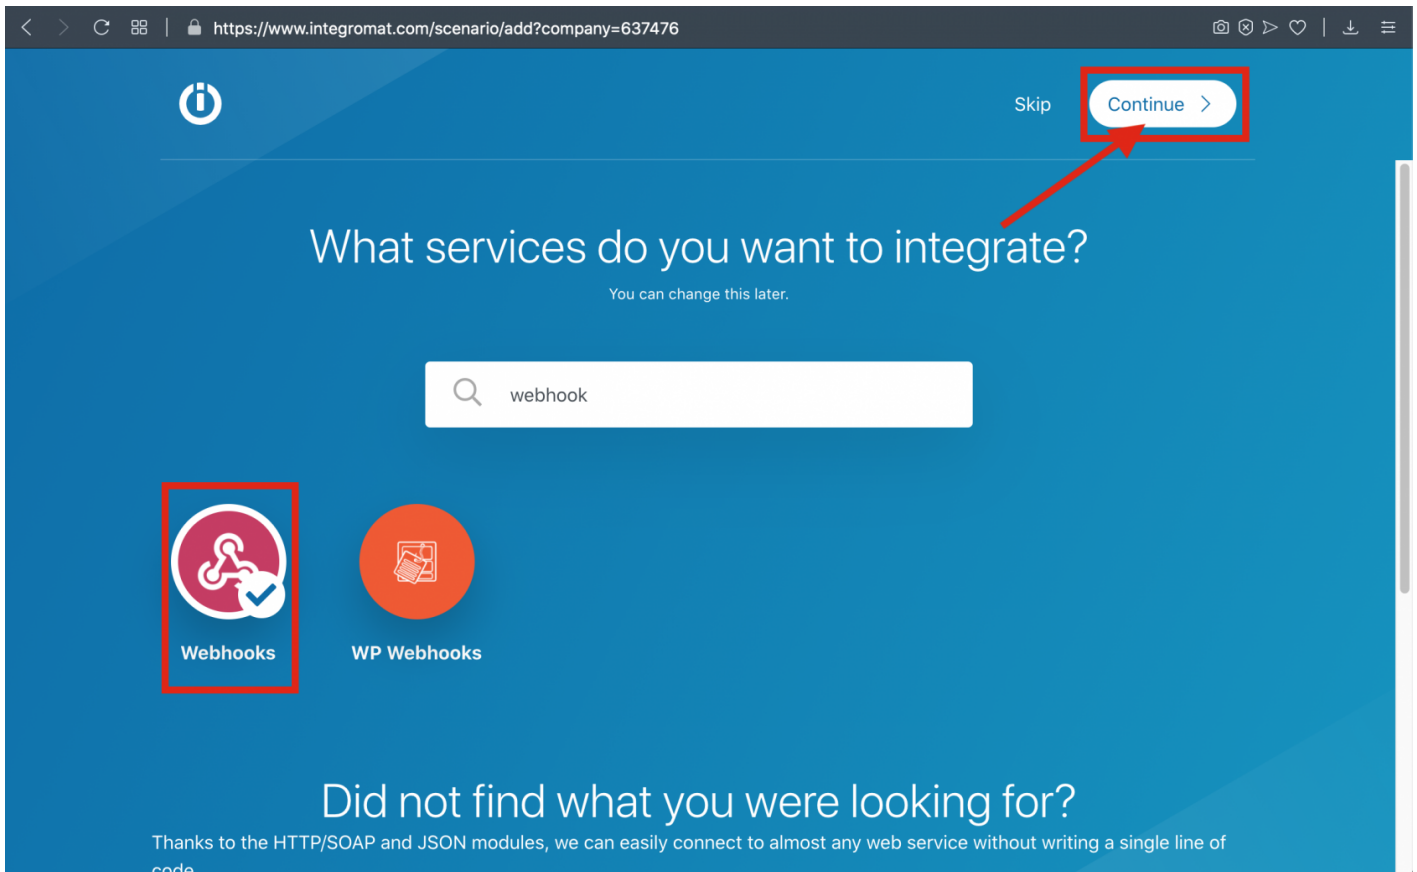 https://www.integromat.com/scenario/add?company=637476
Skip
Continue
What services do you want to integrate?
You can change this later.
webhook
Webhooks
WP Webhooks
Did not find what you were looking for?
Thanks to the HTTP/SOAP and JSON modules, we can easily connect to almost any web service without writing a single line of
code